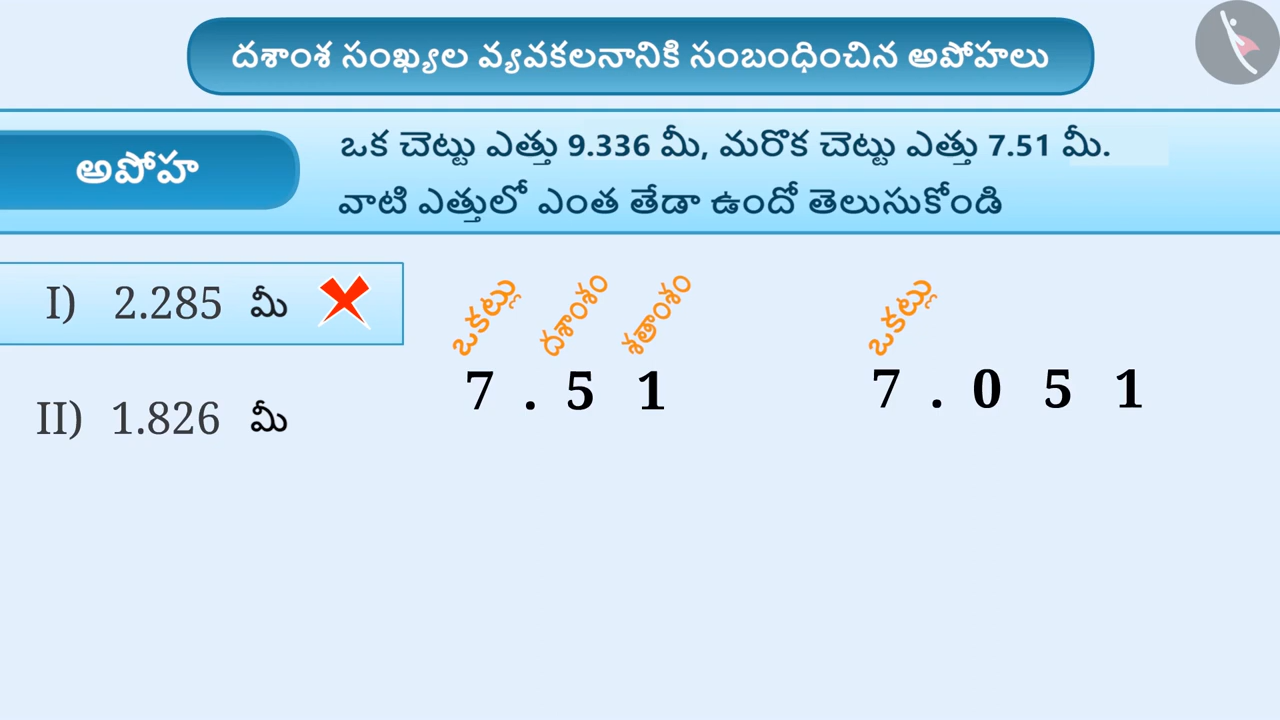 దశాంశ సంఖ్యల వ్యవకలనానికి సంబంధించిన అపోహలు
అపోహ
ఒక చెట్టు ఎత్తు 9.336 మీ, మరొక చెట్టు ఎత్తు 7.51 మీ.
వాటి ఎత్తులో ఎంత తేడా ఉందో తెలుసుకోండి
I) 2.285 మీ
II) 1.826 మీ
ఒకట్లు దశాంశం శతాంశం
7 . 5 1
ఒకట్లు
7 . 0 5 1